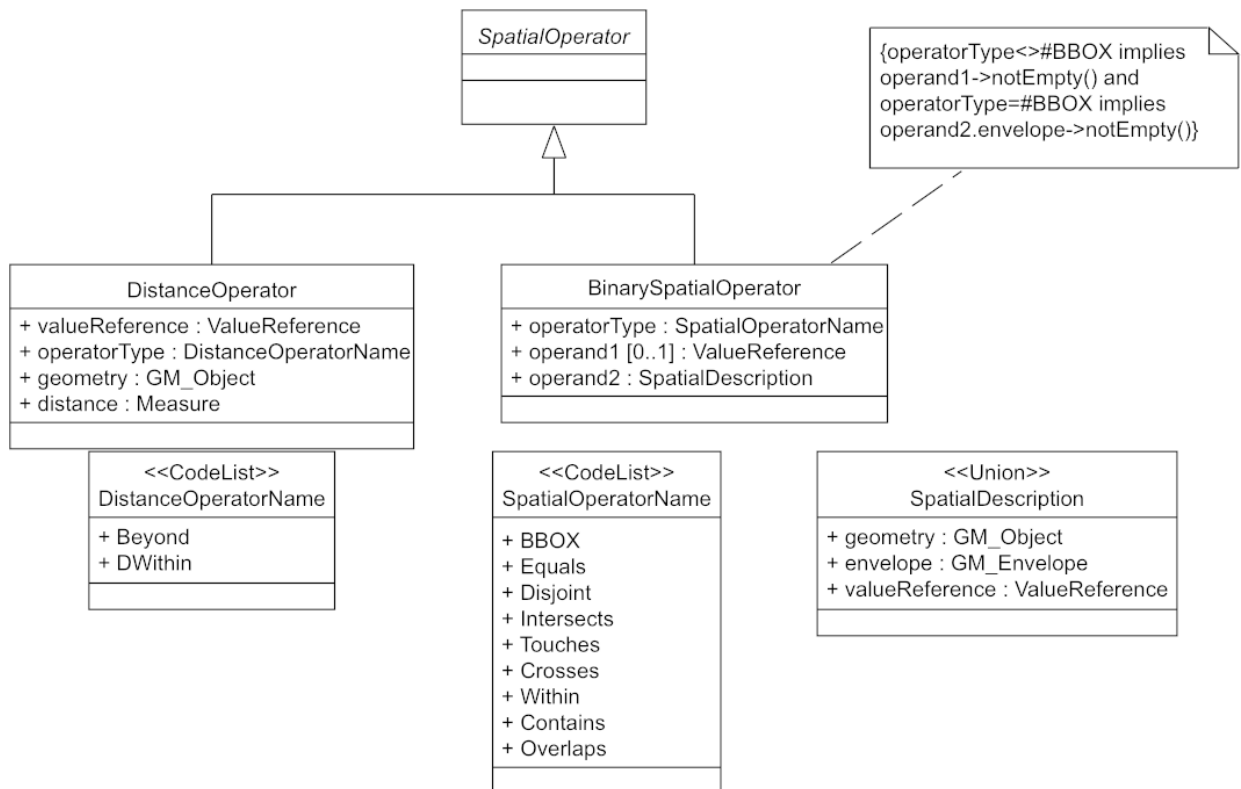 SpatialOperator
{operatorType<>#BBOX implies
operand1->notEmpty() and
operatorType=#BBOX implies
operand2.envelope->notEmpty()}
DistanceOperator
+ valueReference : ValueReference
+ operatorType : DistanceOperatorName
+ geometry : GM_Object
+ distance : Measure
BinarySpatialOperator
+ operatorType : SpatialOperatorName
+ operand1 [0..1] : ValueReference
+ operand2 : SpatialDescription
<<CodeList>>
DistanceOperatorName
+ Beyond
+ DWithin
<<CodeList>>
SpatialOperatorName
+ BBOX
+ Equals
+ Disjoint
+ Intersects
+ Touches
+ Crosses
+ Within
+ Contains
+ Overlaps
<<Union>>
SpatialDescription
+ geometry : GM_Object
+ envelope : GM_Envelope
+ valueReference : ValueReference